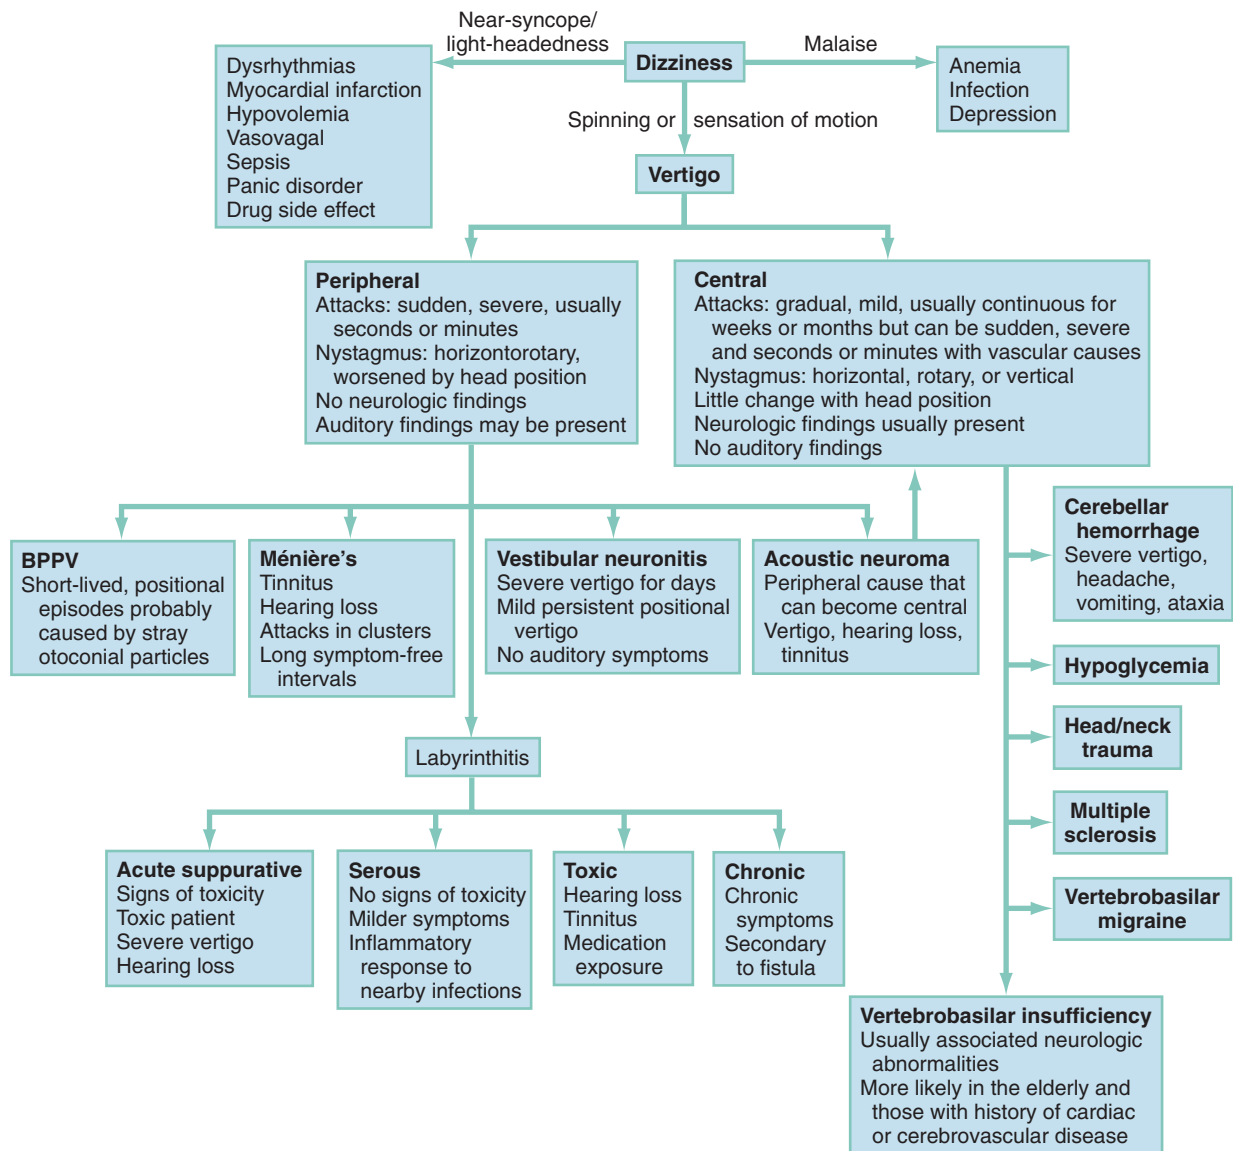 Near-syncope/
light-headedness
Dizziness
Malaise
Dysrhythmias
Myocardial infarction
Hypovolemia
Vasovagal
Sepsis
Panic disorder
Drug side effect
Anemia
Infection
Depression
Spinning or sensation of motion
Vertigo
Peripheral
Attacks: sudden, severe, usually
seconds or minutes
Nystagmus: horizontorotary,
worsened by head position
No neurologic findings
Auditory findings may be present
Central
Attacks: gradual, mild, usually continuous for
weeks or months but can be sudden, severe
and seconds or minutes with vascular causes
Nystagmus: horizontal, rotary, or vertical
Little change with head position
Neurologic findings usually present
No auditory findings
BPPV
Short-lived, positional
episodes probably
caused by stray
otoconial particles
Ménière's
Tinnitus
Hearing loss
Attacks in clusters
Long symptom-free
intervals
Vestibular neuronitis
Severe vertigo for days
Mild persistent positional
vertigo
No auditory symptoms
Acoustic neuroma
Peripheral cause that
can become central
Vertigo, hearing loss,
tinnitus
Cerebellar
hemorrhage
Severe vertigo,
headache,
vomiting, ataxia
Hypoglycemia
Head/neck
trauma
Multiple
sclerosis
Vertebrobasilar
migraine
Labyrinthitis
Acute suppurative
Signs of toxicity
Toxic patient
Severe vertigo
Hearing loss
Serous
No signs of toxicity
Milder symptoms
Inflammatory
response to
nearby infections
Toxic
Hearing loss
Tinnitus
Medication
exposure
Chronic
Chronic
symptoms
Secondary
to fistula
Vertebrobasilar insufficiency
Usually associated neurologic
abnormalities
More likely in the elderly and
those with history of cardiac
or cerebrovascular disease